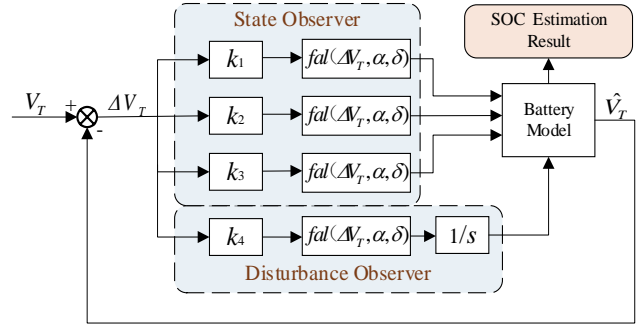 State Observer
SOC Estimation
Result
k₁
fal(ΔV_T,α,δ)
V_T
+
-
ΔV_T
k₂
fal(ΔV_T,α,δ)
Battery
Model
V̂_T
k₃
fal(ΔV_T,α,δ)
k₄
fal(ΔV_T,α,δ)
1/s
Disturbance Observer